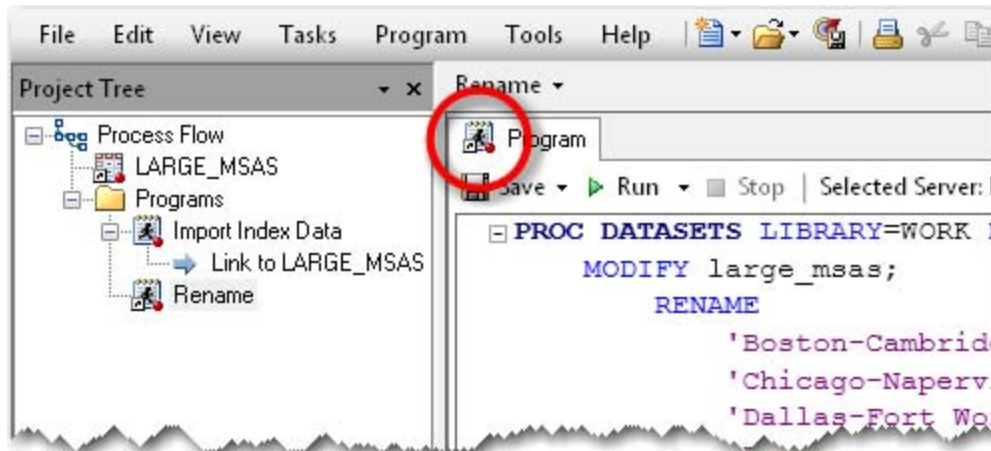 File Edit View Tasks Program Tools Help
Project Tree
Process Flow
LARGE_MSAS
Programs
Import Index Data
Link to LARGE_MSAS
Rename
Rename
Program
Save Run Stop Selected Server:
PROC DATASETS LIBRARY=WORK
MODIFY large_msas;
RENAME
'Boston-Cambrid
'Chicago-Naperv
'Dallas-Fort Wo